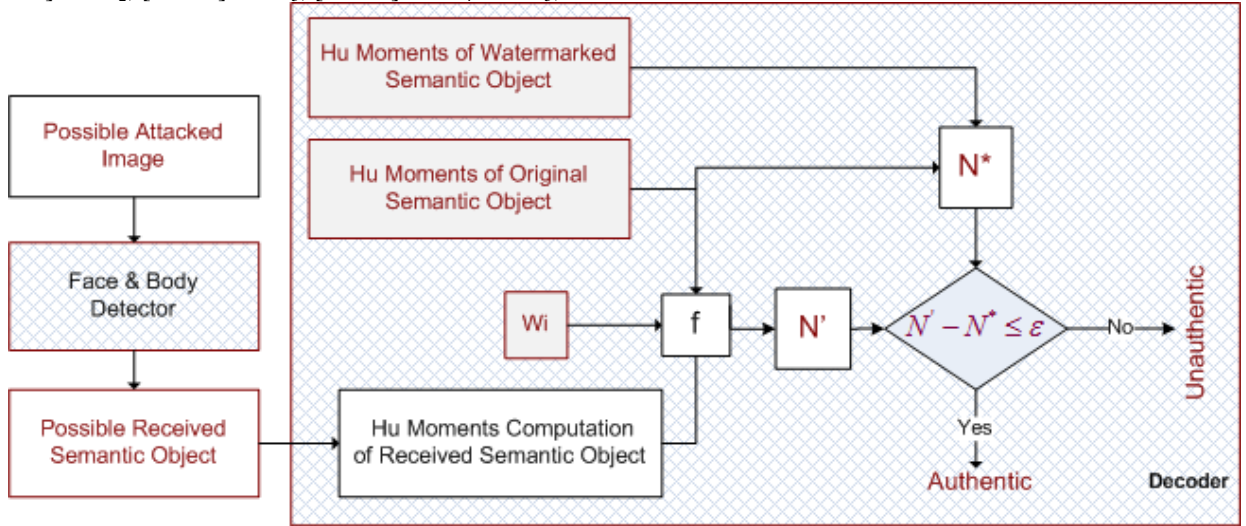 Hu Moments of Watermarked
Semantic Object
Possible Attacked
Image
Hu Moments of Original
Semantic Object
N*
Face & Body
Detector
Wi
f
N'
N' − N* ≤ ε
No
Unauthentic
Possible Received
Semantic Object
Hu Moments Computation
of Received Semantic Object
Yes
Authentic
Decoder